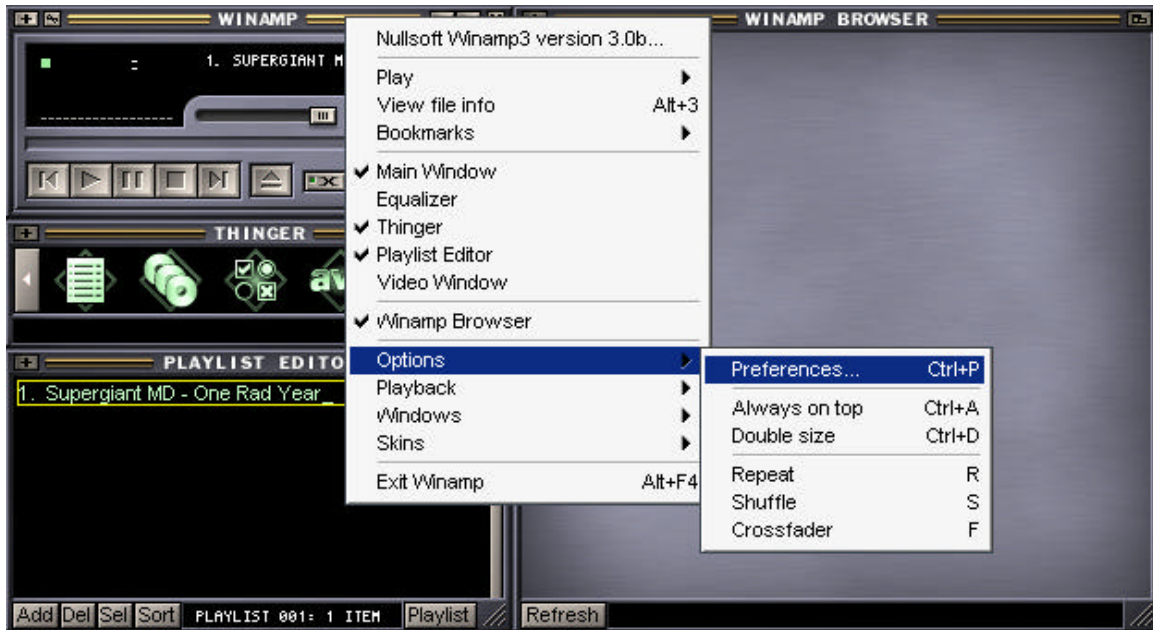 WINAMP
WINAMP BROWSER
1. SUPERGIANT M
Nullsoft Winamp3 version 3.0b...
Play
View file info Alt+3
Bookmarks
Main Window
Equalizer
Thinger
Playlist Editor
Video Window
Winamp Browser
Options
Playback
Windows
Skins
Exit Winamp Alt+F4
Preferences... Ctrl+P
Always on top Ctrl+A
Double size Ctrl+D
Repeat R
Shuffle S
Crossfader F
THINGER
PLAYLIST EDITO
1. Supergiant MD - One Rad Year_
Add Del Sel Sort PLAYLIST 001: 1 ITEM Playlist
Refresh